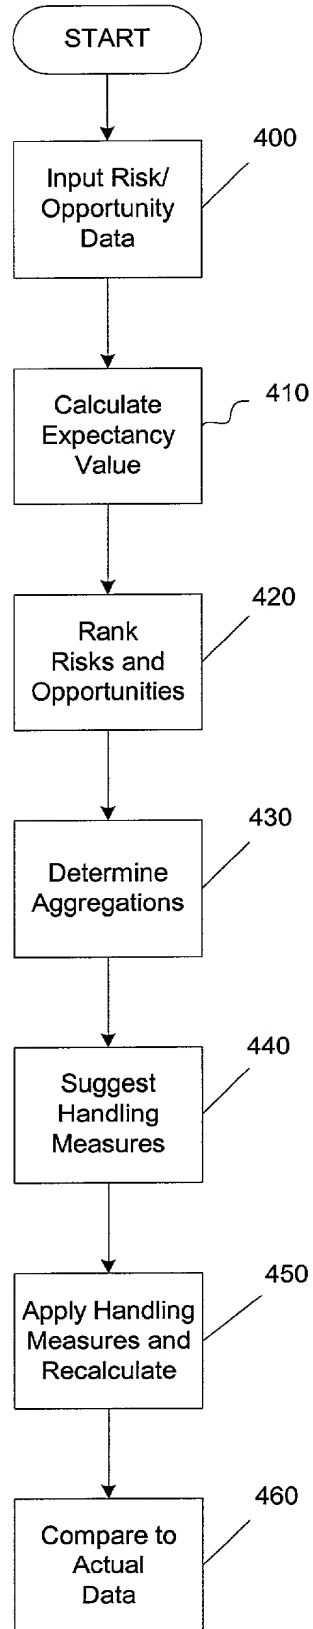 START
400
Input Risk/
Opportunity
Data
410
Calculate
Expectancy
Value
420
Rank
Risks and
Opportunities
430
Determine
Aggregations
440
Suggest
Handling
Measures
450
Apply Handling
Measures and
Recalculate
460
Compare to
Actual
Data